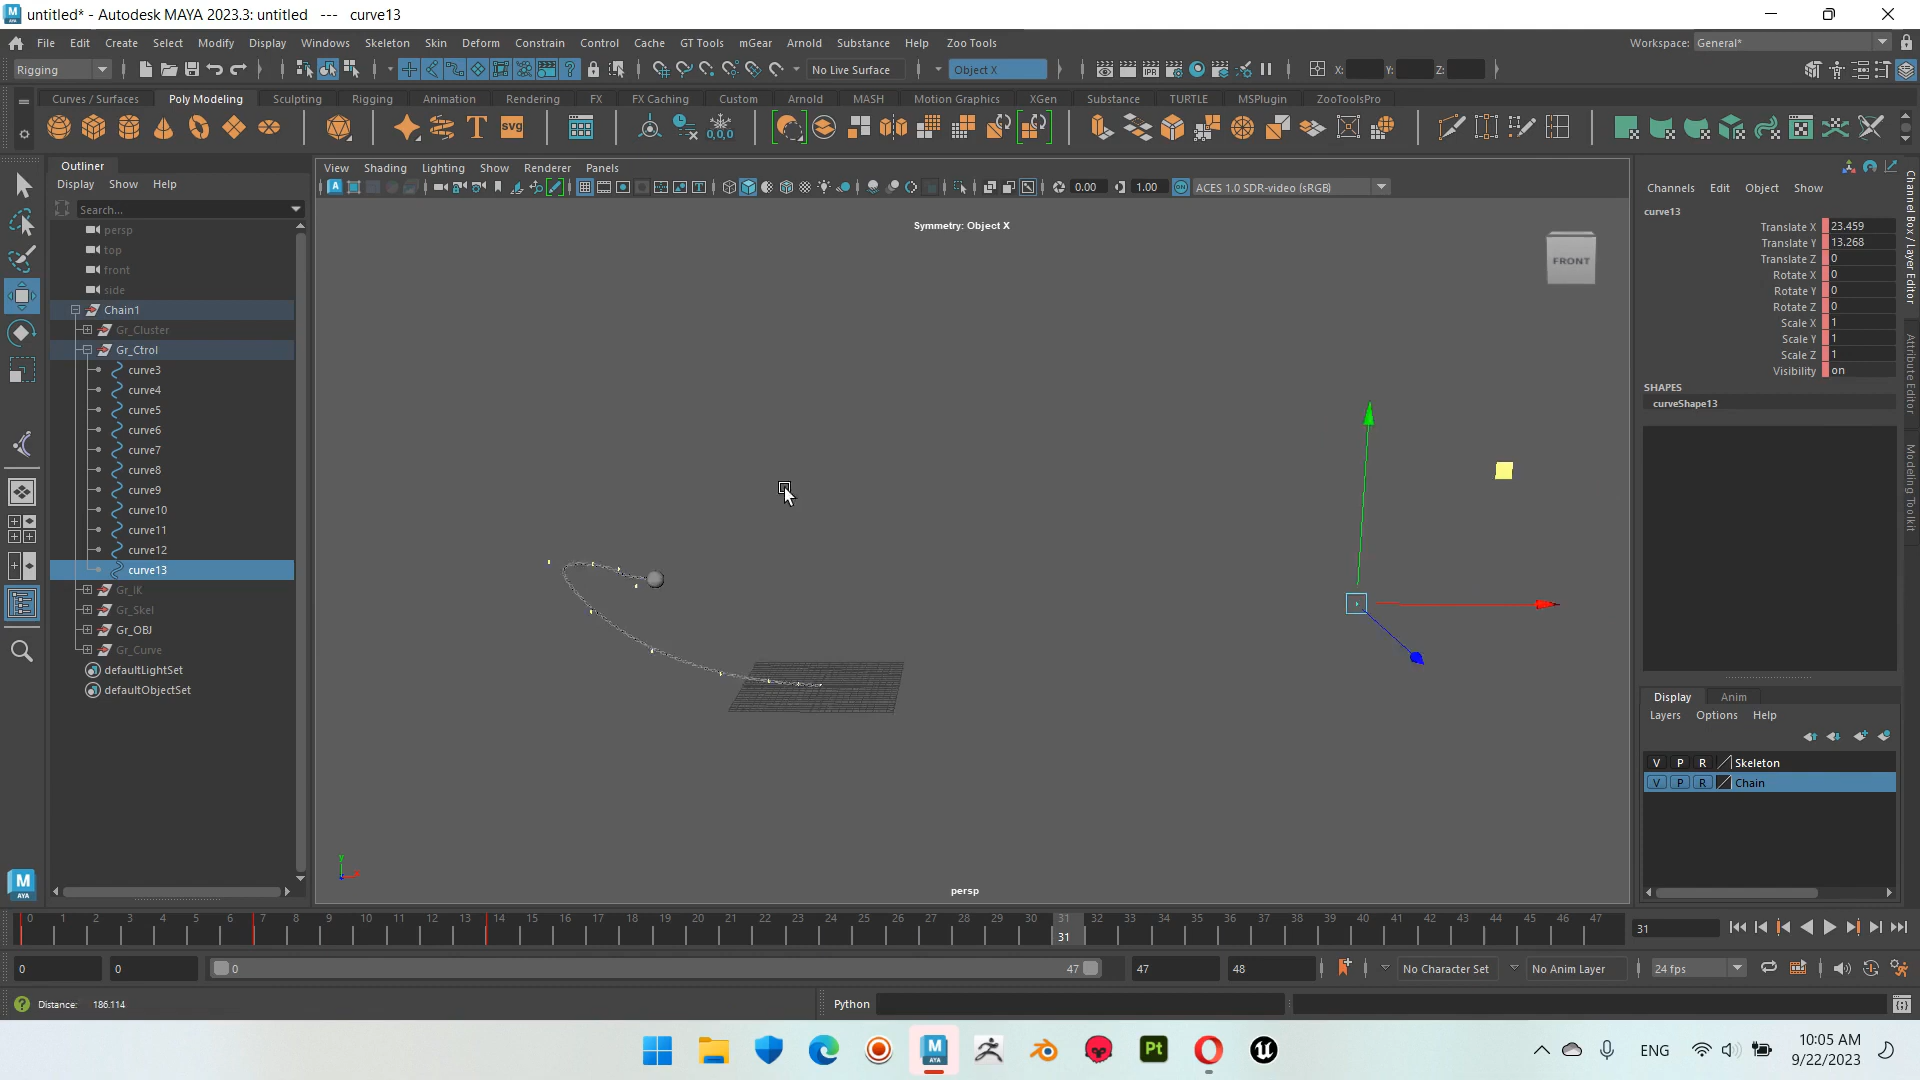 untitled* - Autodesk MAYA 2023.3: untitled --- curve13
File Edit Create Select Modify Display Windows Skeleton Skin Deform Constrain Control Cache GT Tools mGear Arnold Substance Help Zoo Tools
Workspace: General*
Rigging No Live Surface Object X X: Y: Z:
Curves / Surfaces Poly Modeling Sculpting Rigging Animation Rendering FX FX Caching Custom Arnold MASH Motion Graphics XGen Substance TURTLE MSPlugin ZooToolsPro
Outliner
Display Show Help
Search...
persp
top
front
side
Chain1
Gr_Cluster
Gr_Ctrol
curve3
curve4
curve5
curve6
curve7
curve8
curve9
curve10
curve11
curve12
curve13
Gr_IK
Gr_Skel
Gr_OBJ
Gr_Curve
defaultLightSet
defaultObjectSet
View Shading Lighting Show Renderer Panels
0.00 1.00 ACES 1.0 SDR-video (sRGB)
Symmetry: Object X
FRONT
persp
Channels Edit Object Show
curve13
Translate X 23.459
Translate Y 13.268
Translate Z 0
Rotate X 0
Rotate Y 0
Rotate Z 0
Scale X 1
Scale Y 1
Scale Z 1
Visibility on
SHAPES
curveShape13
Channel Box / Layer Editor
Attribute Editor
Modeling Toolkit
Display Anim
Layers Options Help
V P R Skeleton
V P R Chain
0 1 2 3 4 5 6 7 8 9 10 11 12 13 14 15 16 17 18 19 20 21 22 23 24 25 26 27 28 29 30 31 32 33 34 35 36 37 38 39 40 41 42 43 44 45 46 47
31
31
0 0 0 47 47 48 No Character Set No Anim Layer 24 fps
Distance: 186.114
Python
ENG
10:05 AM
9/22/2023